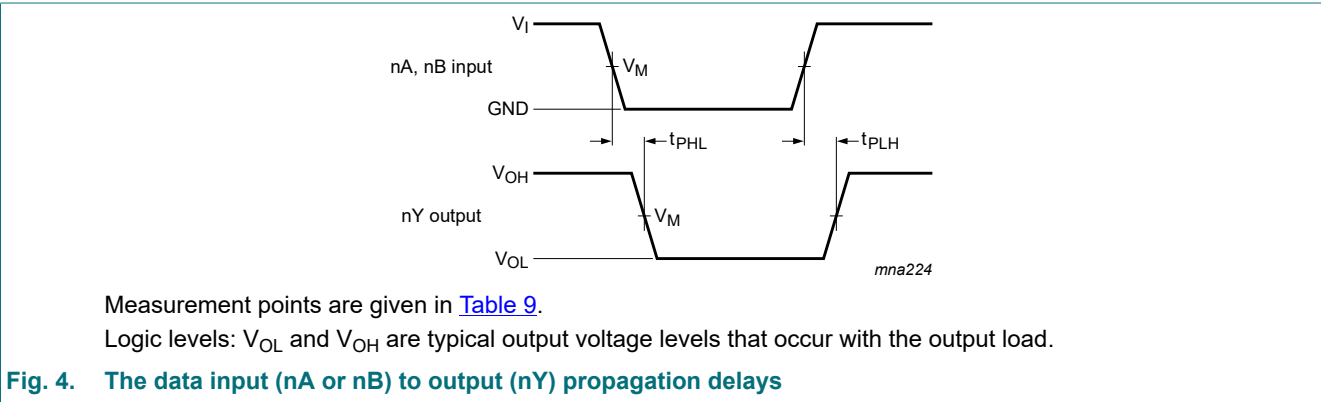 V_I
nA, nB input
V_M
GND
t_PHL
t_PLH
V_OH
nY output
V_M
V_OL
mna224
Measurement points are given in Table 9.
Logic levels: V_OL and V_OH are typical output voltage levels that occur with the output load.
Fig. 4. The data input (nA or nB) to output (nY) propagation delays